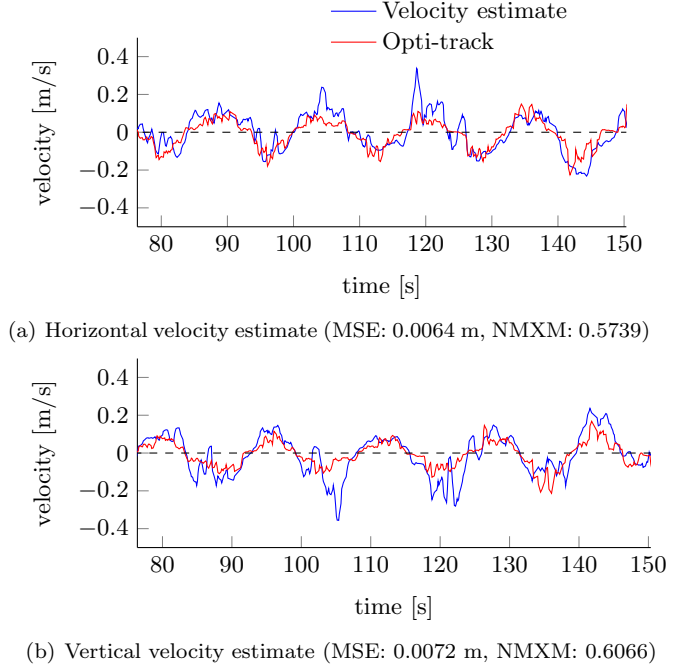 Velocity estimate
Opti-track
0.4
0.2
0
−0.2
−0.4
velocity [m/s]
80 90 100 110 120 130 140 150
time [s]
(a) Horizontal velocity estimate (MSE: 0.0064 m, NMXM: 0.5739)
0.4
0.2
0
−0.2
−0.4
velocity [m/s]
80 90 100 110 120 130 140 150
time [s]
(b) Vertical velocity estimate (MSE: 0.0072 m, NMXM: 0.6066)